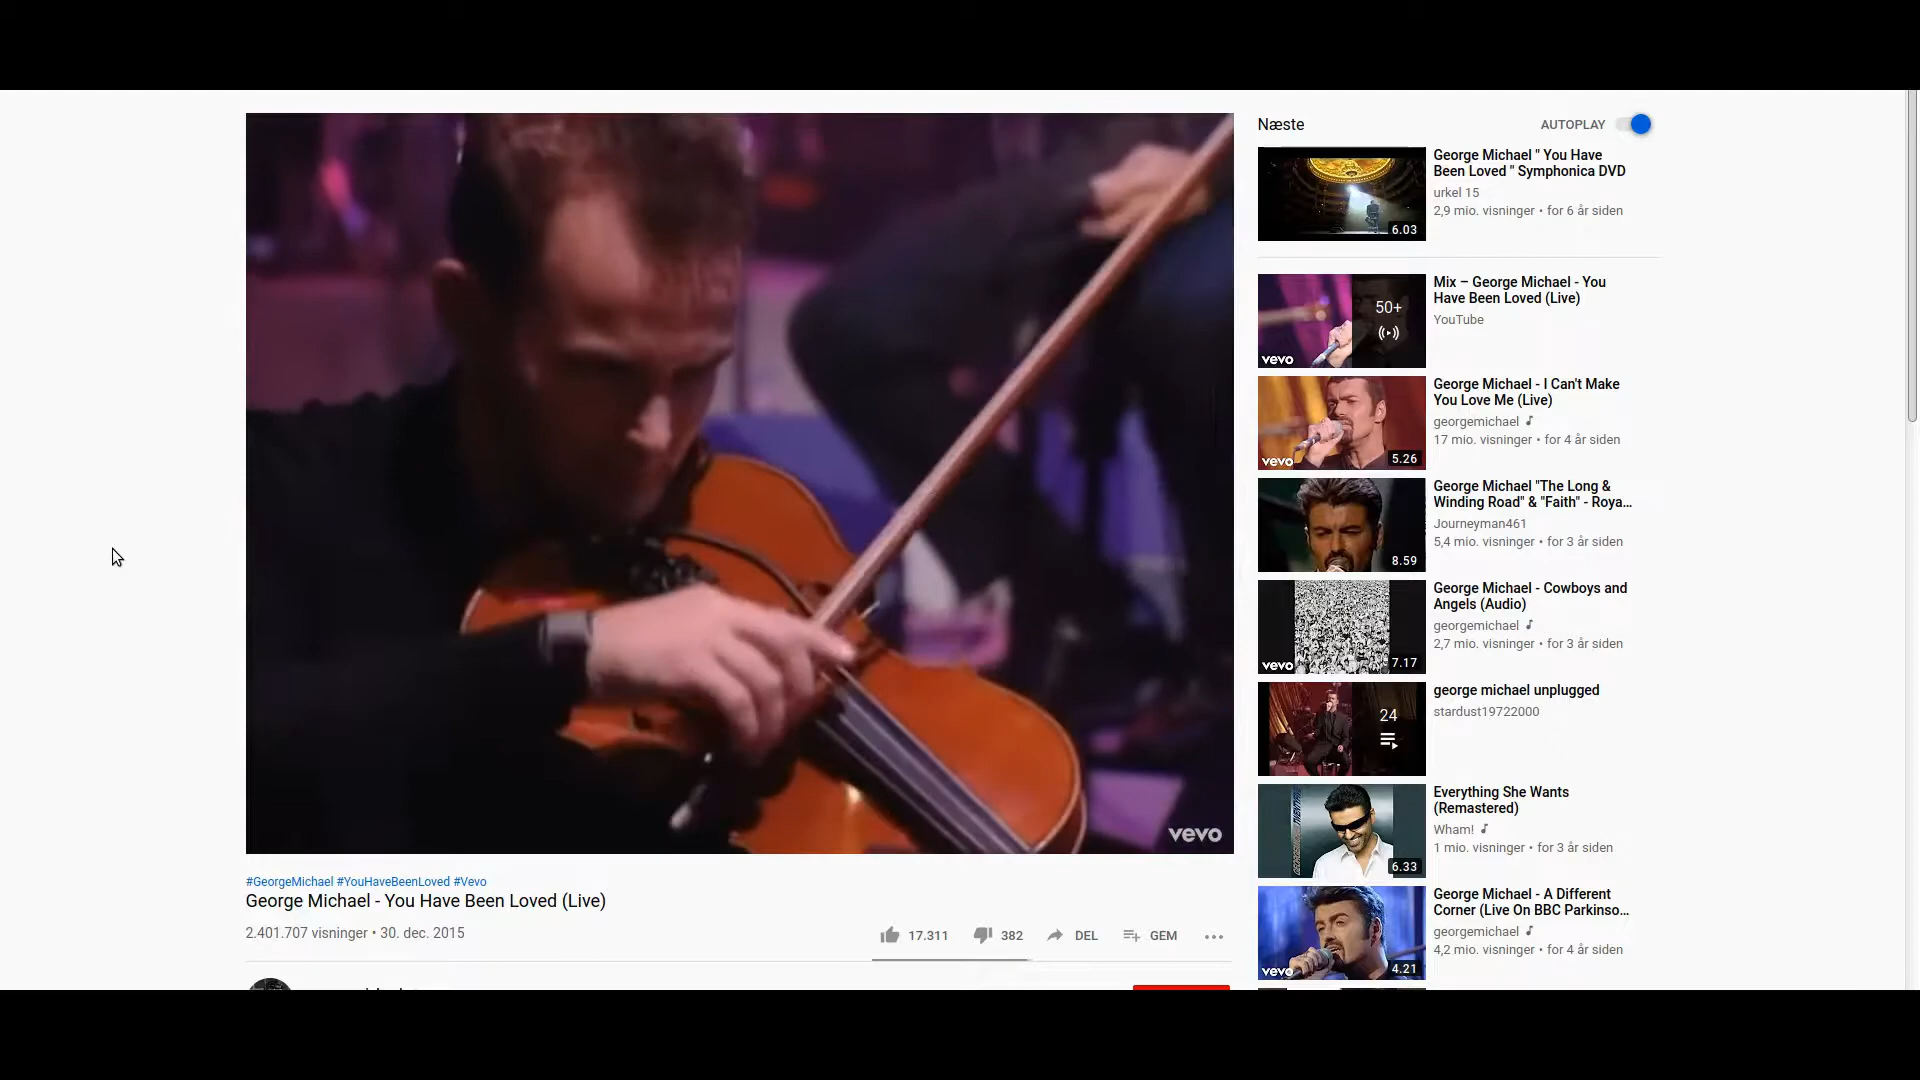 vevo
#GeorgeMichael #YouHaveBeenLoved #Vevo
George Michael - You Have Been Loved (Live)
2.401.707 visninger • 30. dec. 2015
17.311
382
DEL
GEM
Næste
AUTOPLAY
6.03
George Michael " You Have
Been Loved " Symphonica DVD
urkel 15
2,9 mio. visninger • for 6 år siden
50+
vevo
Mix – George Michael - You
Have Been Loved (Live)
YouTube
vevo
5.26
George Michael - I Can't Make
You Love Me (Live)
georgemichael
17 mio. visninger • for 4 år siden
8.59
George Michael "The Long &
Winding Road" & "Faith" - Roya...
Journeyman461
5,4 mio. visninger • for 3 år siden
vevo
7.17
George Michael - Cowboys and
Angels (Audio)
georgemichael
2,7 mio. visninger • for 3 år siden
24
george michael unplugged
stardust19722000
6.33
Everything She Wants
(Remastered)
Wham!
1 mio. visninger • for 3 år siden
vevo
4.21
George Michael - A Different
Corner (Live On BBC Parkinso...
georgemichael
4,2 mio. visninger • for 4 år siden